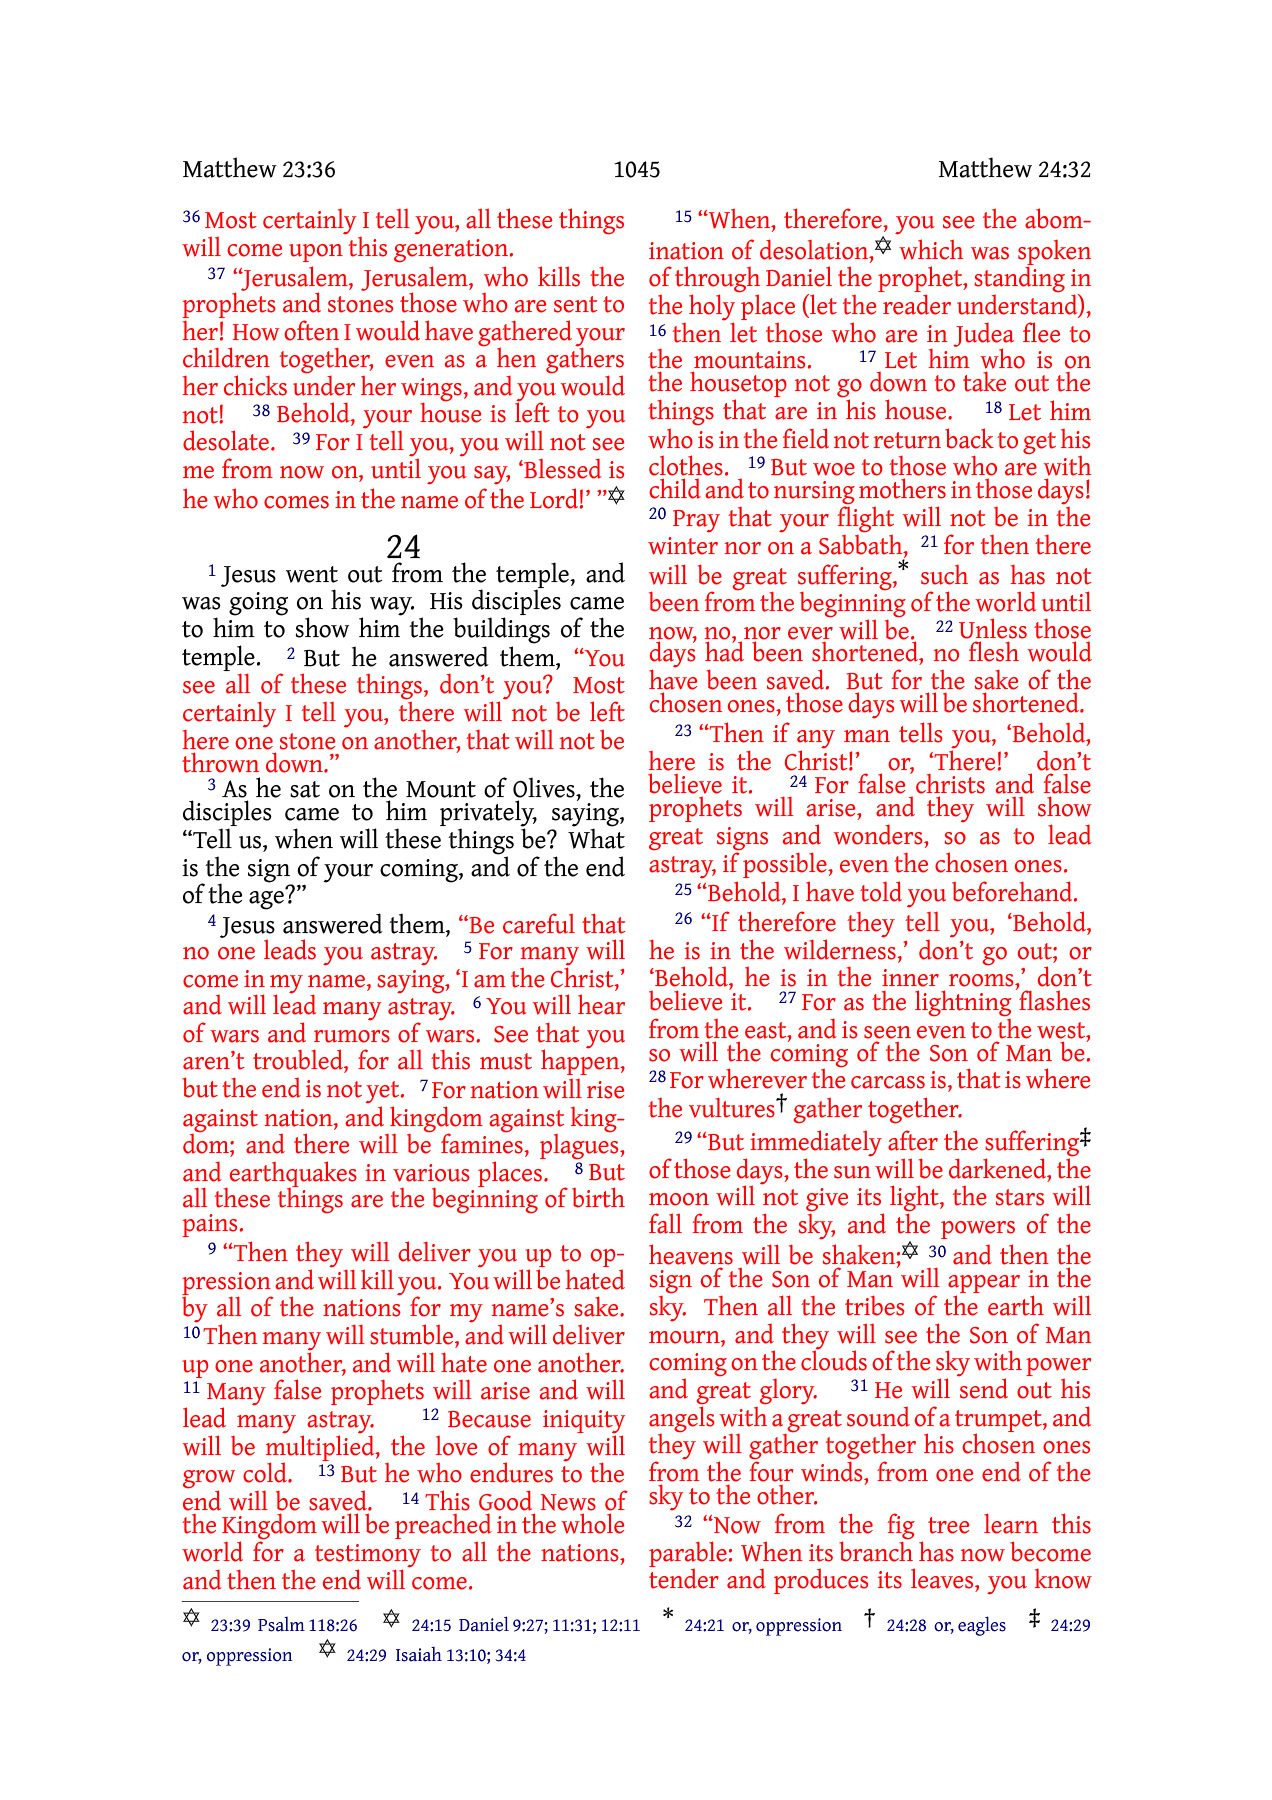 Matthew 23:36 1045 Matthew 24:32
36 Most certainly I tell you, all these things
will come upon this generation.
37 “Jerusalem, Jerusalem, who kills the
prophets and stones those who are sent to
her! How often I would have gathered your
children together, even as a hen gathers
her chicks under her wings, and you would
not! 38 Behold, your house is left to you
desolate. 39 For I tell you, you will not see
me from now on, until you say, ‘Blessed is
he who comes in the name of the Lord!’ ”✡
24
1 Jesus went out from the temple, and
was going on his way. His disciples came
to him to show him the buildings of the
temple. 2 But he answered them, “You
see all of these things, don’t you? Most
certainly I tell you, there will not be left
here one stone on another, that will not be
thrown down.”
3 As he sat on the Mount of Olives, the
disciples came to him privately, saying,
“Tell us, when will these things be? What
is the sign of your coming, and of the end
of the age?”
4 Jesus answered them, “Be careful that
no one leads you astray. 5 For many will
come in my name, saying, ‘I am the Christ,’
and will lead many astray. 6 You will hear
of wars and rumors of wars. See that you
aren’t troubled, for all this must happen,
but the end is not yet. 7 For nation will rise
against nation, and kingdom against king-
dom; and there will be famines, plagues,
and earthquakes in various places. 8 But
all these things are the beginning of birth
pains.
9 “Then they will deliver you up to op-
pression and will kill you. You will be hated
by all of the nations for my name’s sake.
10 Then many will stumble, and will deliver
up one another, and will hate one another.
11 Many false prophets will arise and will
lead many astray. 12 Because iniquity
will be multiplied, the love of many will
grow cold. 13 But he who endures to the
end will be saved. 14 This Good News of
the Kingdom will be preached in the whole
world for a testimony to all the nations,
and then the end will come.
15 “When, therefore, you see the abom-
ination of desolation,✡ which was spoken
of through Daniel the prophet, standing in
the holy place (let the reader understand),
16 then let those who are in Judea flee to
the mountains. 17 Let him who is on
the housetop not go down to take out the
things that are in his house. 18 Let him
who is in the field not return back to get his
clothes. 19 But woe to those who are with
child and to nursing mothers in those days!
20 Pray that your flight will not be in the
winter nor on a Sabbath, 21 for then there
will be great suffering,* such as has not
been from the beginning of the world until
now, no, nor ever will be. 22 Unless those
days had been shortened, no flesh would
have been saved. But for the sake of the
chosen ones, those days will be shortened.
23 “Then if any man tells you, ‘Behold,
here is the Christ!’ or, ‘There!’ don’t
believe it. 24 For false christs and false
prophets will arise, and they will show
great signs and wonders, so as to lead
astray, if possible, even the chosen ones.
25 “Behold, I have told you beforehand.
26 “If therefore they tell you, ‘Behold,
he is in the wilderness,’ don’t go out; or
‘Behold, he is in the inner rooms,’ don’t
believe it. 27 For as the lightning flashes
from the east, and is seen even to the west,
so will the coming of the Son of Man be.
28 For wherever the carcass is, that is where
the vultures† gather together.
29 “But immediately after the suffering‡
of those days, the sun will be darkened, the
moon will not give its light, the stars will
fall from the sky, and the powers of the
heavens will be shaken;✡ 30 and then the
sign of the Son of Man will appear in the
sky. Then all the tribes of the earth will
mourn, and they will see the Son of Man
coming on the clouds of the sky with power
and great glory. 31 He will send out his
angels with a great sound of a trumpet, and
they will gather together his chosen ones
from the four winds, from one end of the
sky to the other.
32 “Now from the fig tree learn this
parable: When its branch has now become
tender and produces its leaves, you know
✡ 23:39 Psalm 118:26 ✡ 24:15 Daniel 9:27; 11:31; 12:11 * 24:21 or, oppression † 24:28 or, eagles ‡ 24:29
or, oppression ✡ 24:29 Isaiah 13:10; 34:4